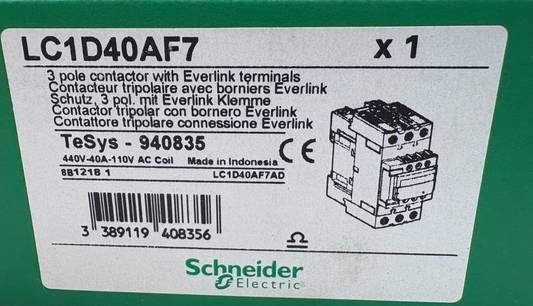 LC1D40AF7 x 1
3 pole contactor with Everlink terminals
Contacteur tripolaire avec borniers Everlink
Schutz, 3 pol. mit Everlink Klemme
Contactor tripolar con bornero Everlink
Contattore tripolare connessione Everlink
TeSys - 940835
440V-40A-110V AC Coil Made in Indonesia CE
8B1218 1 LC1D40AF7AD
3 389119 408356
Schneider
Electric